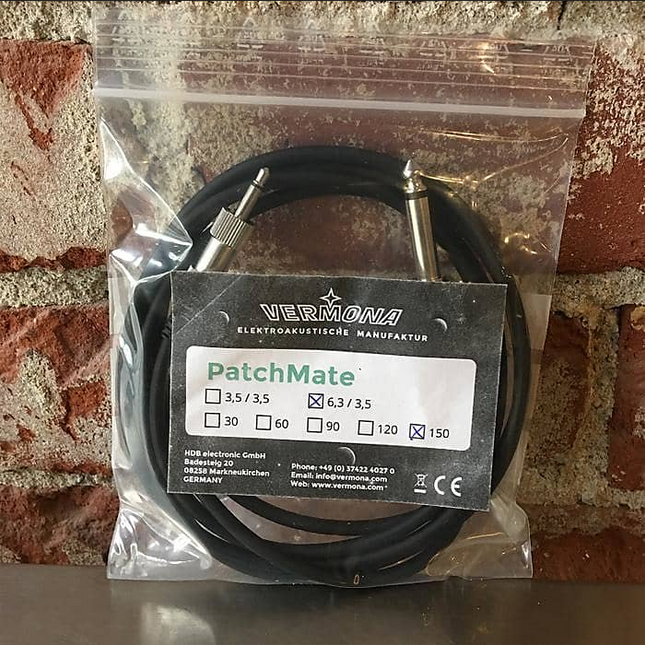 VERMONA
ELEKTROAKUSTISCHE MANUFAKTUR
PatchMate
3,5 / 3,5 6,3 / 3,5
30 60 90 120 150
HDB electronic GmbH
Badesteig 20
08258 Markneukirchen
GERMANY
Phone: +49 (0) 37422 4027 0
Email: info@vermona.com
Web: www.vermona.com
CE